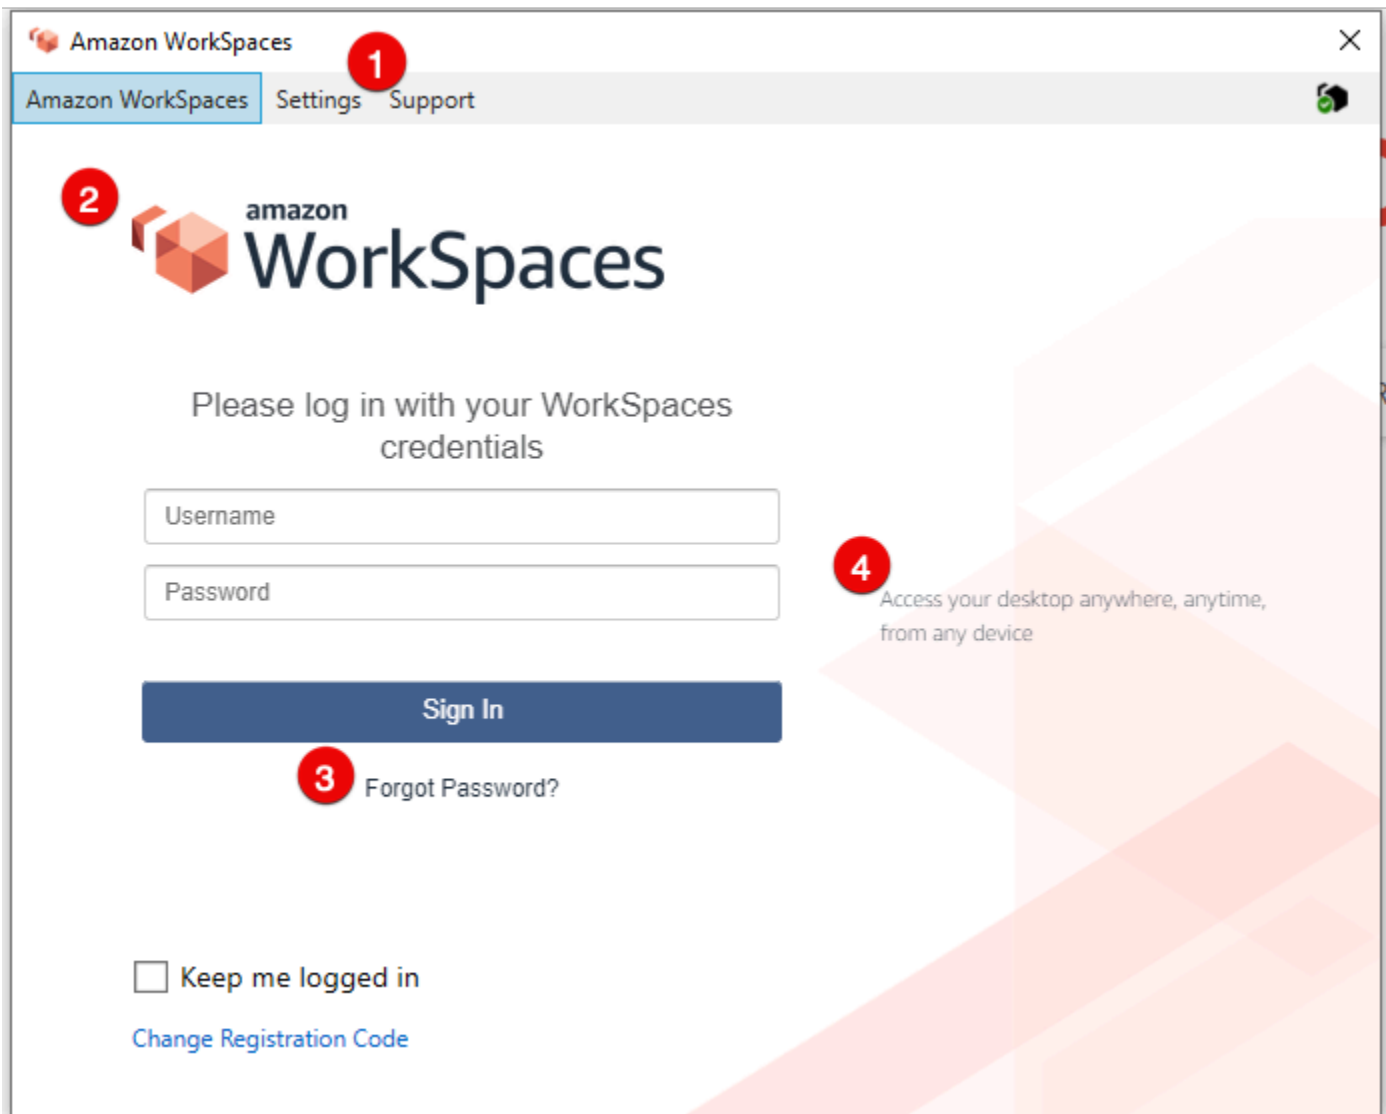 Amazon WorkSpaces
1
Amazon WorkSpaces Settings Support
2
amazon
WorkSpaces
Please log in with your WorkSpaces
credentials
Username
Password
4
Access your desktop anywhere, anytime,
from any device
Sign In
3
Forgot Password?
Keep me logged in
Change Registration Code